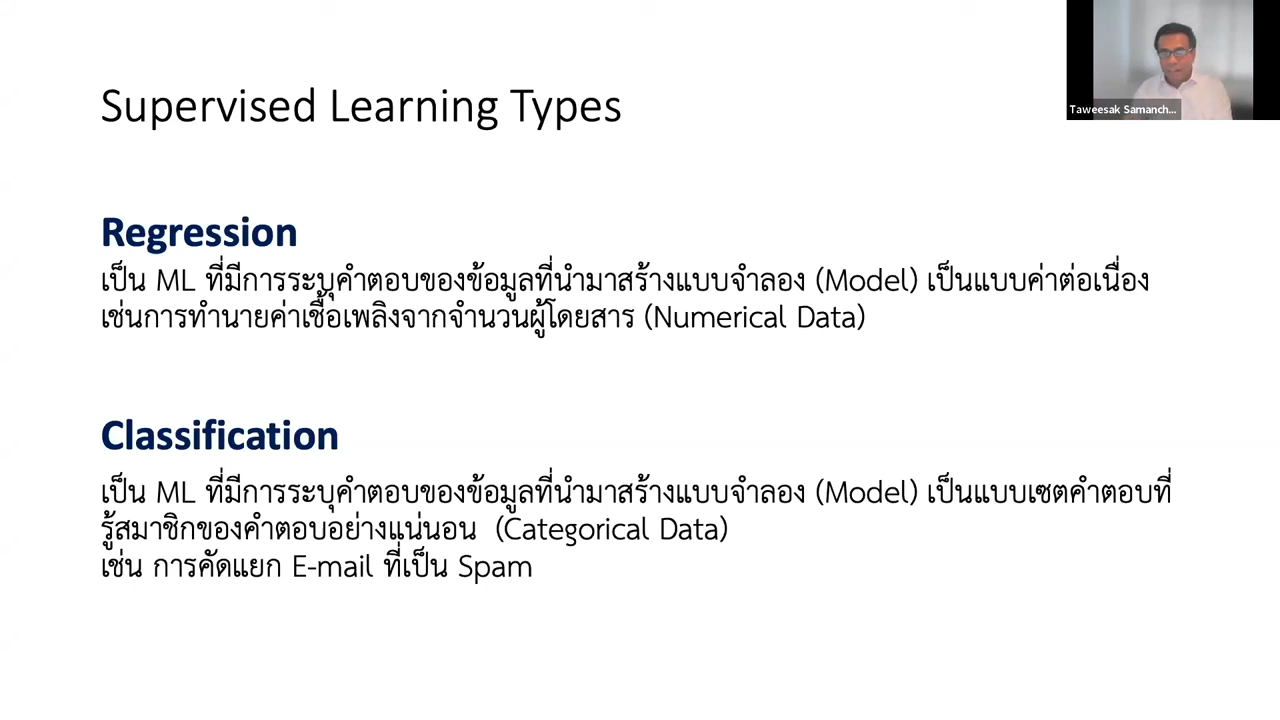 Supervised Learning Types
Taweesak Samanch...
Regression
เป็น ML ที่มีการระบุคำตอบของข้อมูลที่นำมาสร้างแบบจำลอง (Model) เป็นแบบค่าต่อเนื่อง
เช่นการทำนายค่าเชื้อเพลิงจากจำนวนผู้โดยสาร (Numerical Data)
Classification
เป็น ML ที่มีการระบุคำตอบของข้อมูลที่นำมาสร้างแบบจำลอง (Model) เป็นแบบเซตคำตอบที่
รู้สมาชิกของคำตอบอย่างแน่นอน (Categorical Data)
เช่น การคัดแยก E-mail ที่เป็น Spam